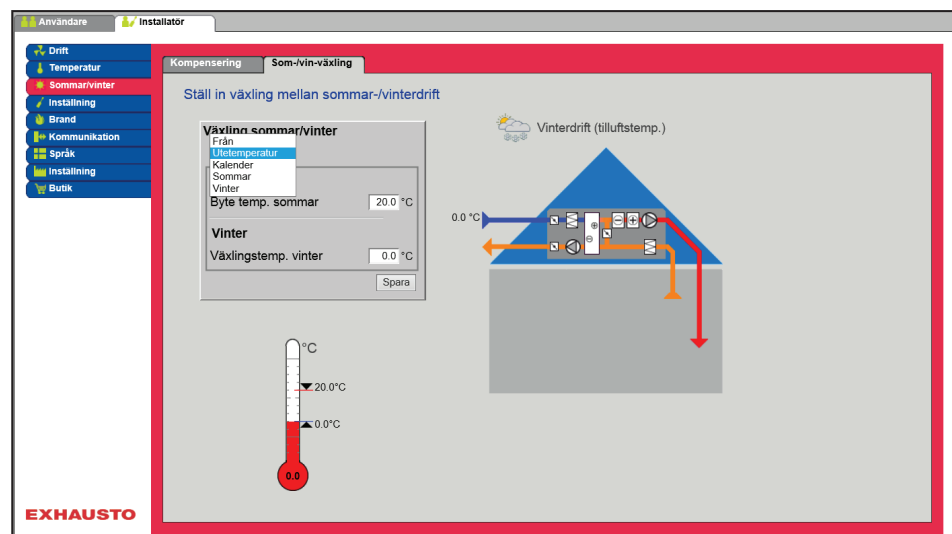 Användare
Installatör
Drift
Temperatur
Sommar/vinter
Inställning
Brand
Kommunikation
Språk
Inställning
Butik
EXHAUSTO
Kompensering
Som-/vin-växling
Ställ in växling mellan sommar-/vinterdrift
Växling sommar/vinter
Från
Utetemperatur
Kalender
Sommar
Vinter
Byte temp. sommar 20.0 °C
Vinter
Växlingstemp. vinter 0.0 °C
Spara
Vinterdrift (tilluftstemp.)
0.0 °C
°C
20.0°C
0.0°C
0.0